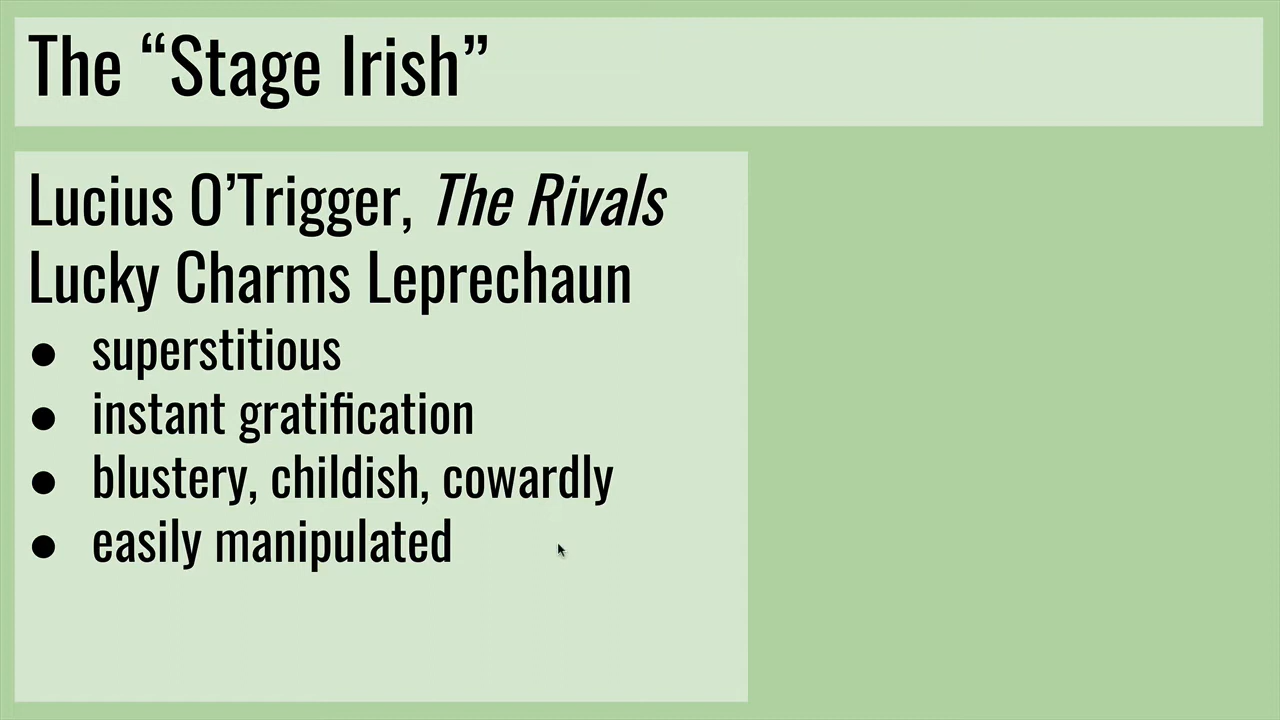 The “Stage Irish”
Lucius O’Trigger, The Rivals
Lucky Charms Leprechaun
● superstitious
● instant gratification
● blustery, childish, cowardly
● easily manipulated